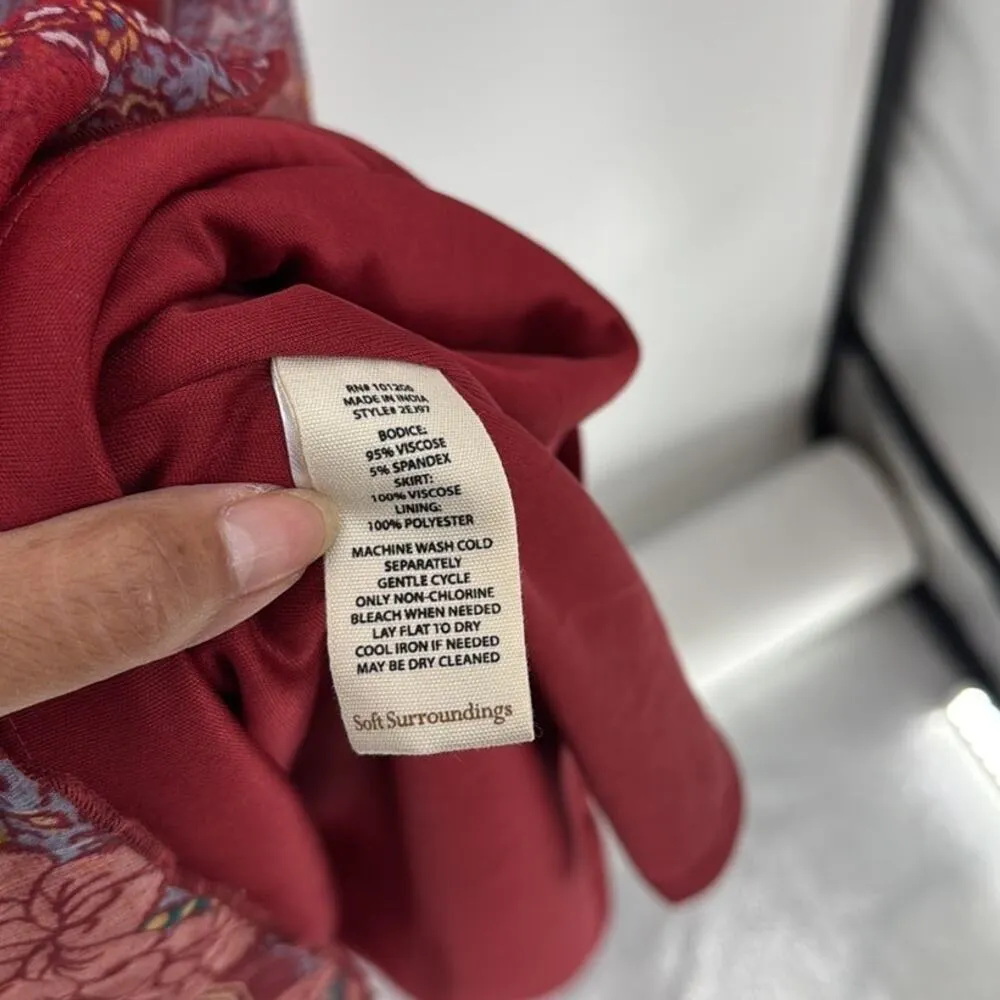 RN# 101206
MADE IN INDIA
STYLE# 2EJ97
BODICE:
95% VISCOSE
5% SPANDEX
SKIRT:
100% VISCOSE
LINING:
100% POLYESTER
MACHINE WASH COLD
SEPARATELY
GENTLE CYCLE
ONLY NON-CHLORINE
BLEACH WHEN NEEDED
LAY FLAT TO DRY
COOL IRON IF NEEDED
MAY BE DRY CLEANED
Soft Surroundings